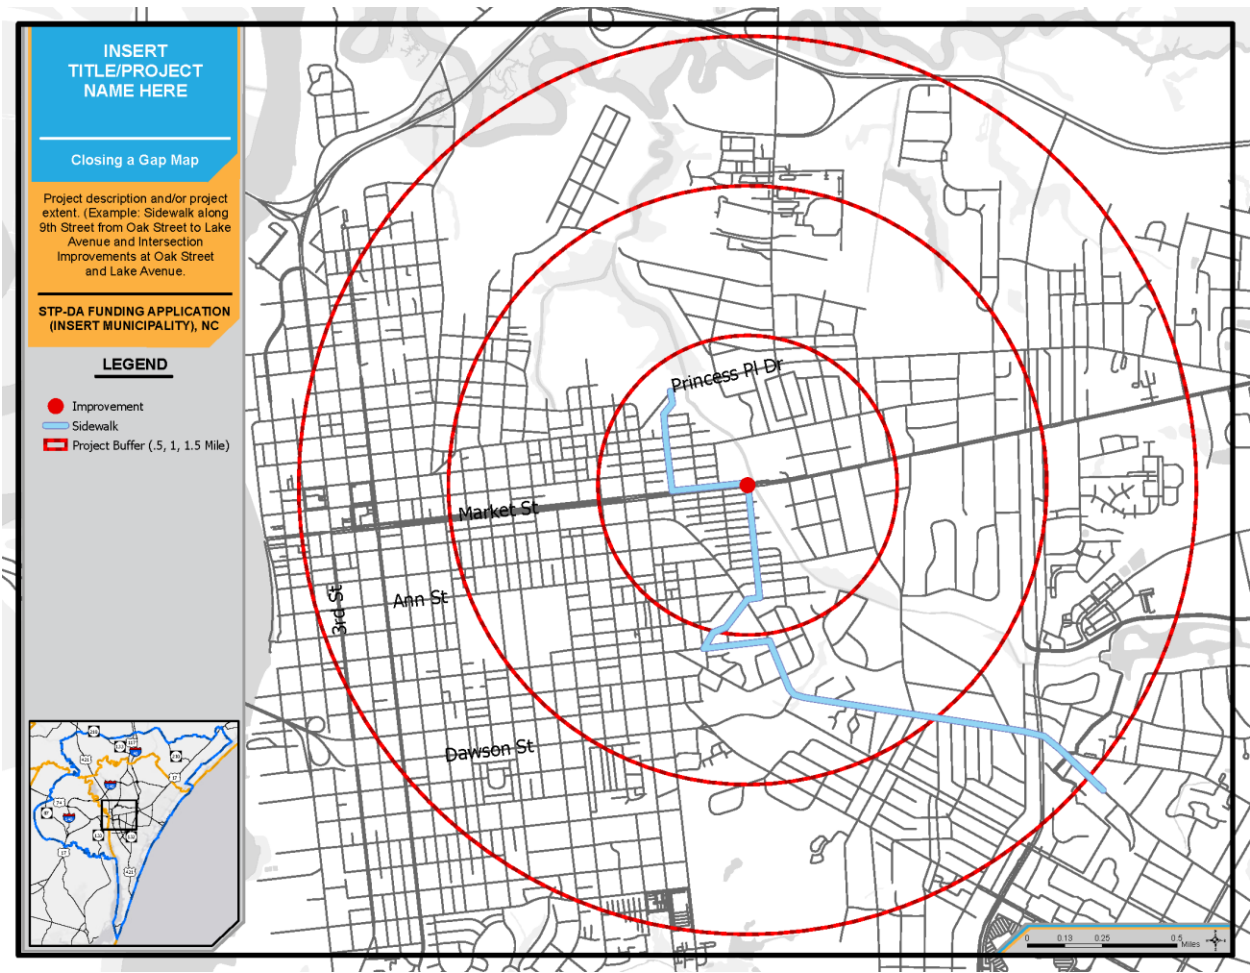 INSERT
TITLE/PROJECT
NAME HERE
Closing a Gap Map
Project description and/or project
extent. (Example: Sidewalk along
9th Street from Oak Street to Lake
Avenue and Intersection
Improvements at Oak Street
and Lake Avenue.
STP-DA FUNDING APPLICATION
(INSERT MUNICIPALITY), NC
LEGEND
Improvement
Sidewalk
Project Buffer (.5, 1, 1.5 Mile)
Princess Pl Dr
Market St
Ann St
3rd St
Dawson St
0 0.13 0.25 0.5
Miles